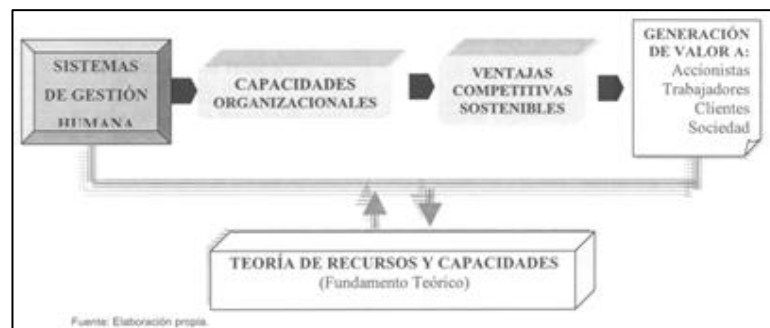 SISTEMAS
DE GESTIÓN
HUMANA
CAPACIDADES
ORGANIZACIONALES
VENTAJAS
COMPETITIVAS
SOSTENIBLES
GENERACIÓN
DE VALOR A:
Accionistas
Trabajadores
Clientes
Sociedad
TEORÍA DE RECURSOS Y CAPACIDADES
(Fundamento Teórico)
Fuente: Elaboración propia.